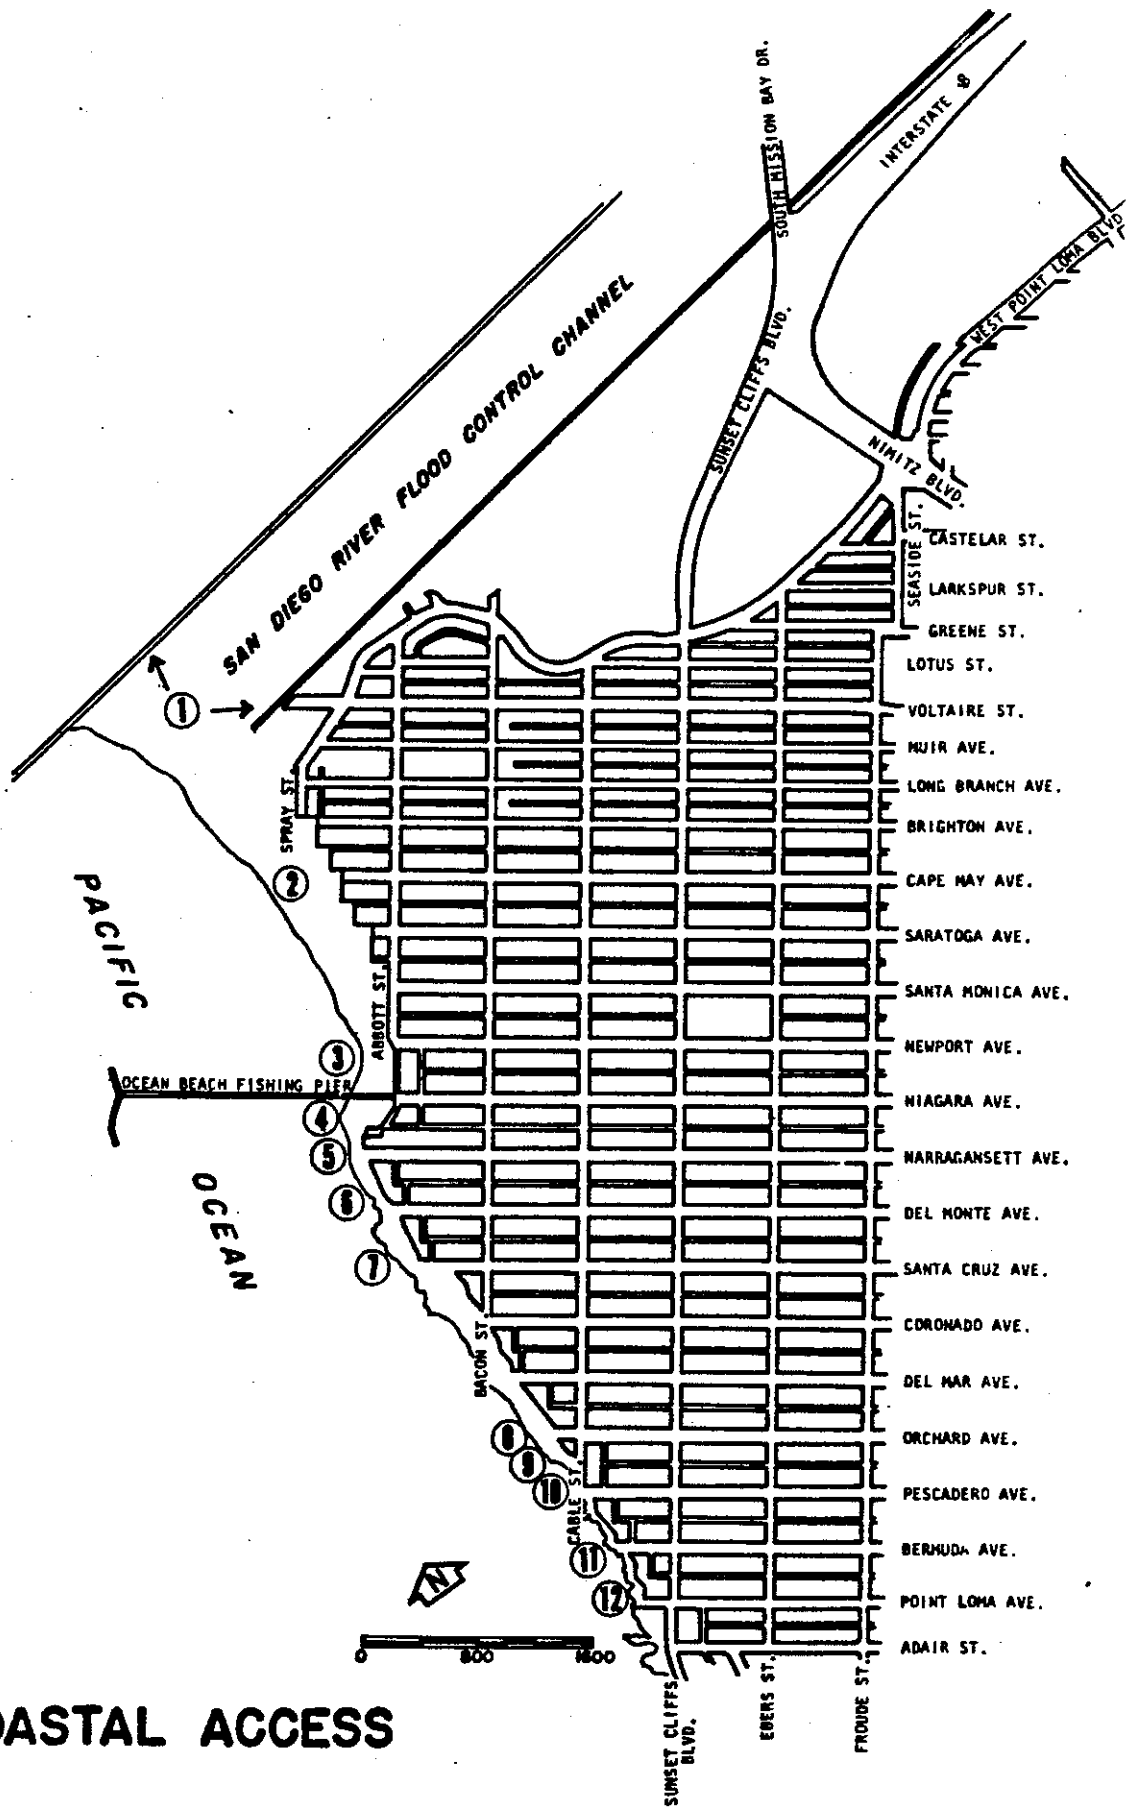 SOUTH MISSION BAY DR.
INTERSTATE 8
WEST POINT LOMA BLVD
SAN DIEGO RIVER FLOOD CONTROL CHANNEL
SUNSET CLIFFS BLVD.
NIMITZ BLVD.
SEASIDE ST.
CASTELAR ST.
LARKSPUR ST.
GREENE ST.
LOTUS ST.
1
VOLTAIRE ST.
MUIR AVE.
LONG BRANCH AVE.
SPRAY ST.
BRIGHTON AVE.
2
CAPE MAY AVE.
PACIFIC
SARATOGA AVE.
SANTA MONICA AVE.
ABBOTT ST.
3
NEWPORT AVE.
OCEAN BEACH FISHING PIER
NIAGARA AVE.
4
5
NARRAGANSETT AVE.
6
OCEAN
DEL MONTE AVE.
7
SANTA CRUZ AVE.
CORONADO AVE.
BACON ST.
DEL MAR AVE.
8
ORCHARD AVE.
9
10
CABLE ST.
PESCADERO AVE.
11
BERMUDA AVE.
N
12
POINT LOMA AVE.
0 800 1600
ADAIR ST.
SUNSET CLIFFS
BLVD.
EBERS ST.
FROUDE ST.
OASTAL ACCESS